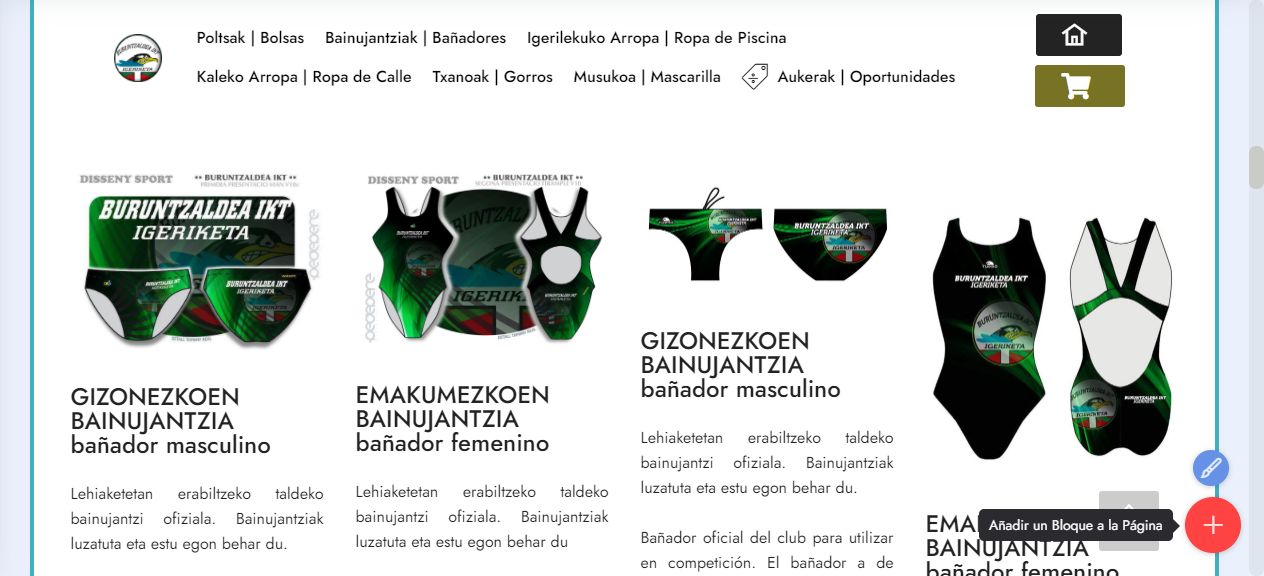 Poltsak | Bolsas
Bainujantziak | Bañadores
Igerilekuko Arropa | Ropa de Piscina
Kaleko Arropa | Ropa de Calle
Txanoak | Gorros
Musukoa | Mascarilla
Aukerak | Oportunidades
DISSENY SPORT
** BURUNTZALDEA IKT **
BURUNTZALDEA IKT
IGERIKETA
GIZONEZKOEN
BAINUJANTZIA
bañador masculino
Lehiaketetan erabiltzeko taldeko
bainujantzi ofiziala. Bainujantziak
luzatuta eta estu egon behar du.
DISSENY SPORT
** BURUNTZALDEA IKT **
EMAKUMEZKOEN
BAINUJANTZIA
bañador femenino
Lehiaketetan erabiltzeko taldeko
bainujantzi ofiziala. Bainujantziak
luzatuta eta estu egon behar du
BURUNTZALDEA IKT
IGERIKETA
GIZONEZKOEN
BAINUJANTZIA
bañador masculino
Lehiaketetan erabiltzeko taldeko
bainujantzi ofiziala. Bainujantziak
luzatuta eta estu egon behar du.
Bañador oficial del club para utilizar
en competición. El bañador a de
BURUNTZALDEA IKT
IGERIKETA
IGERIKETA
BURUNTZALDEA IKT
IGERIKETA
BAINUJANTZIA
bañador femenino
Añadir un Bloque a la Página